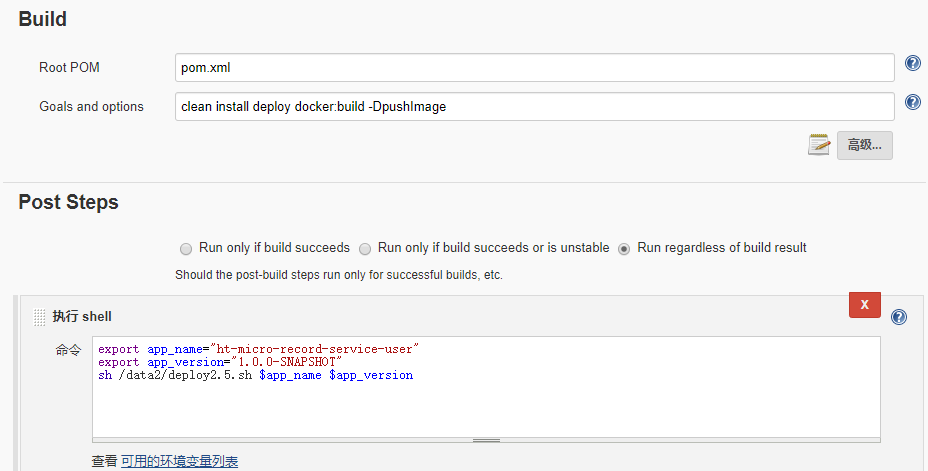 Build
Root POM
pom.xml
Goals and options
clean install deploy docker:build -DpushImage
高级...
Post Steps
Run only if build succeeds
Run only if build succeeds or is unstable
Run regardless of build result
Should the post-build steps run only for successful builds, etc.
X
执行 shell
命令
export app_name="ht-micro-record-service-user"
export app_version="1.0.0-SNAPSHOT"
sh /data2/deploy2.5.sh $app_name $app_version
查看 可用的环境变量列表